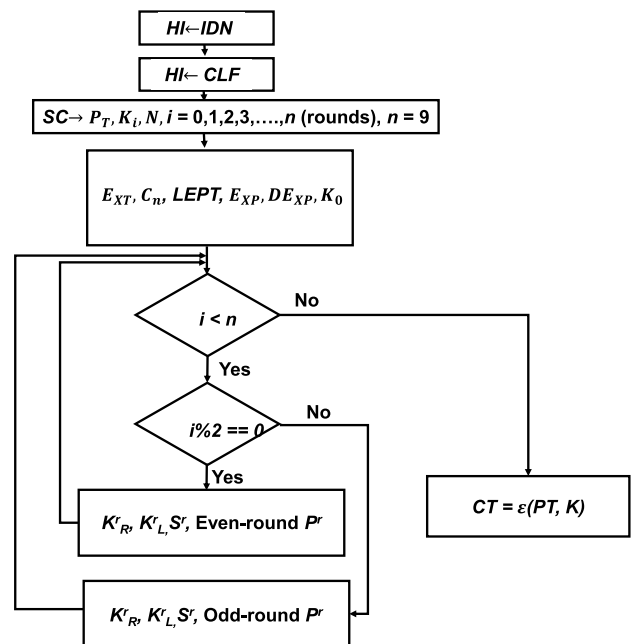 HI←IDN
HI← CLF
SC→ P_T, K_i, N, i = 0,1,2,3,....,n (rounds), n = 9
E_XT, C_n, LEPT, E_XP, DE_XP, K_0
i < n
No
Yes
i%2 == 0
No
Yes
K^r_R, K^r_L, S^r, Even-round P^r
CT = ε(PT, K)
K^r_R, K^r_L, S^r, Odd-round P^r